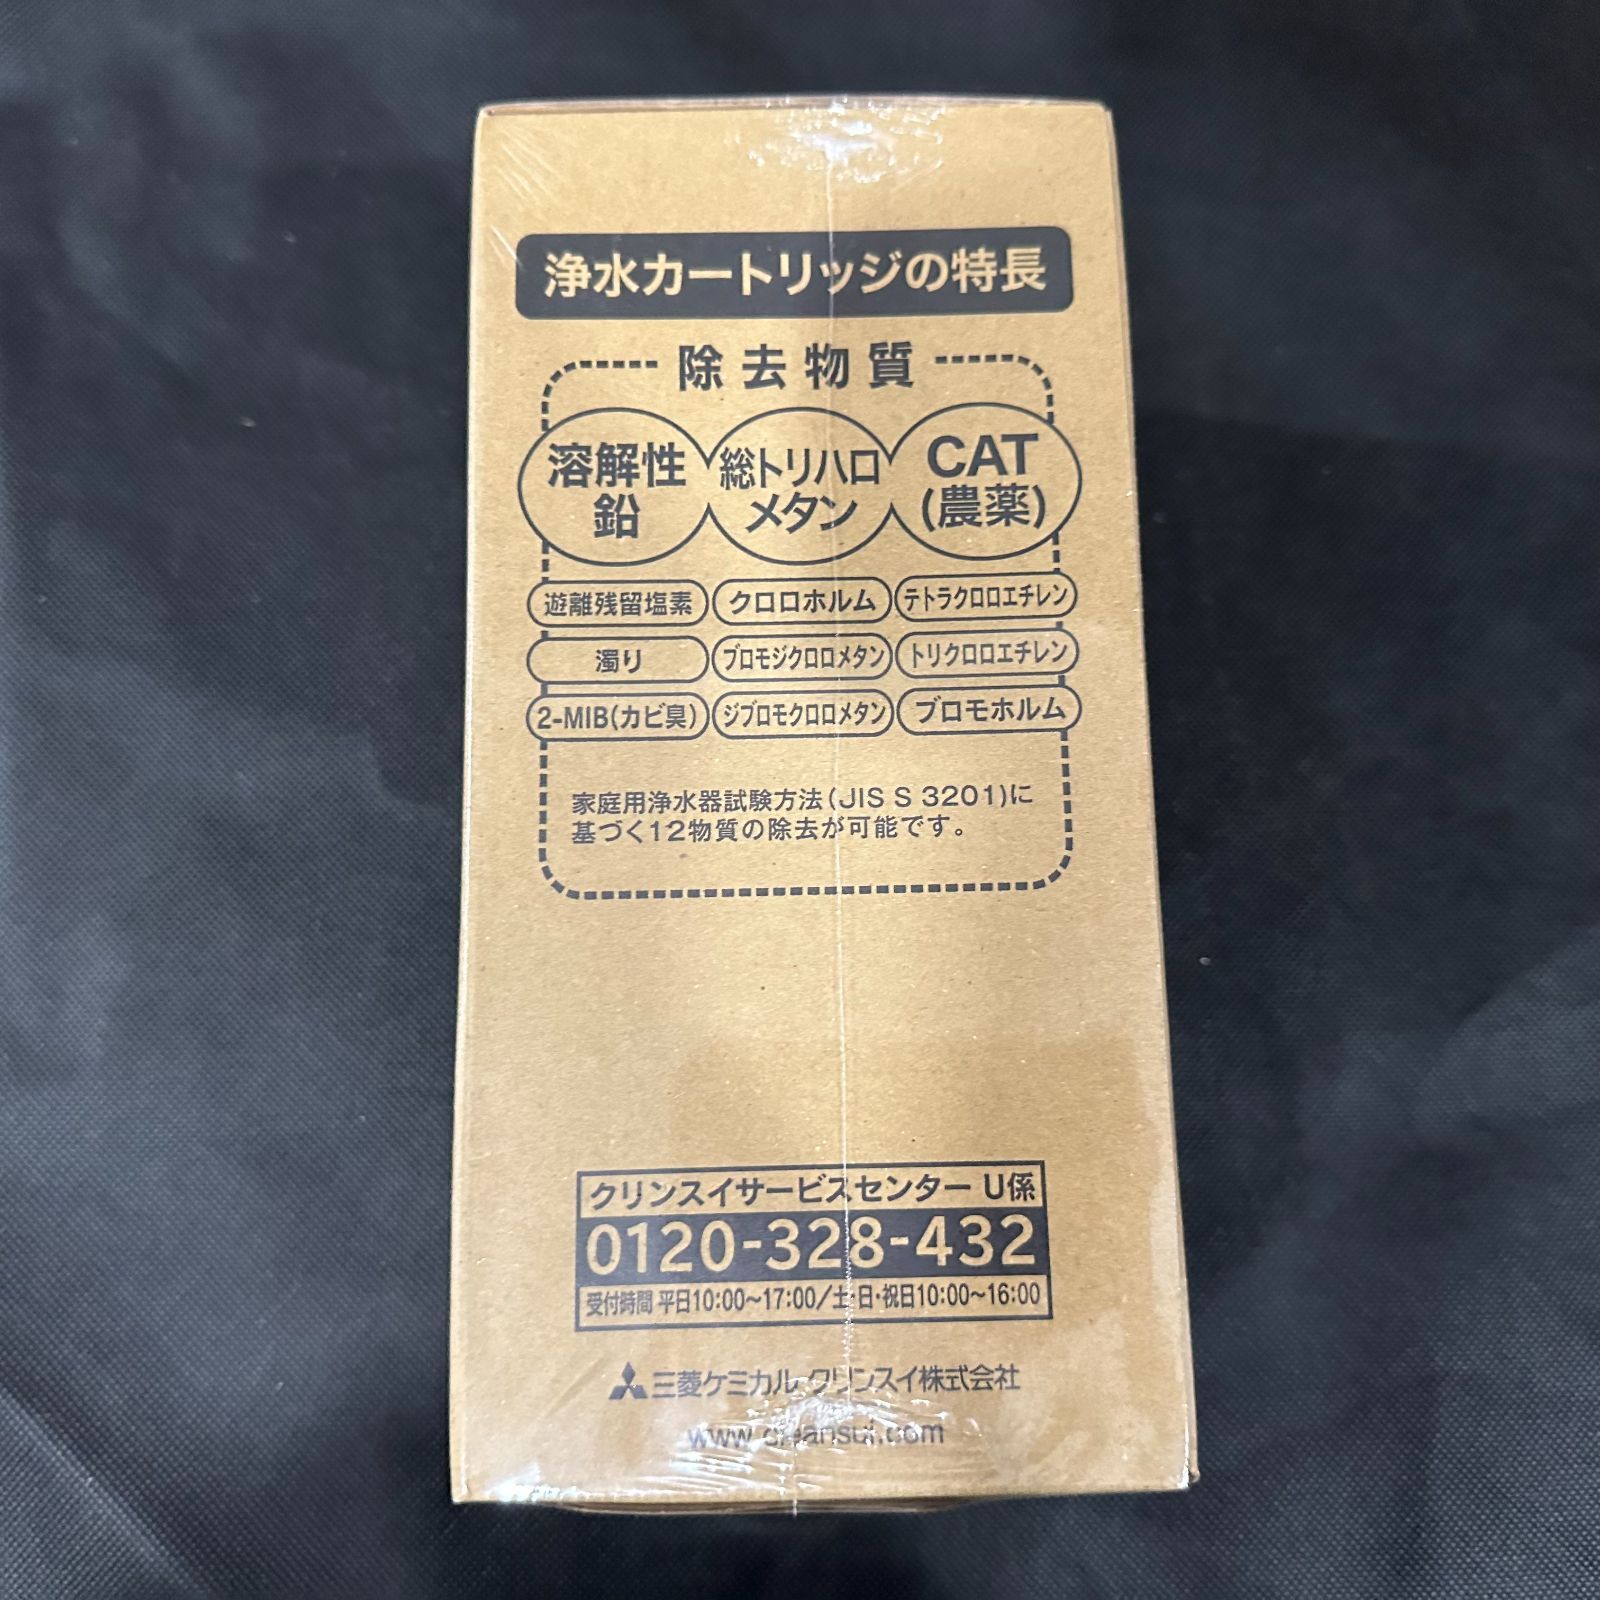 浄水カートリッジの特長
除去物質
溶解性
鉛
総トリハロ
メタン
CAT
(農薬)
遊離残留塩素
クロロホルム
テトラクロロエチレン
濁り
ブロモジクロロメタン
トリクロロエチレン
2-MIB(カビ臭)
ジブロモクロロメタン
ブロモホルム
家庭用浄水器試験方法(JIS S 3201)に
基づく12物質の除去が可能です。
クリンスイサービスセンター U係
0120-328-432
受付時間 平日10:00〜17:00/土・日・祝日10:00〜16:00
三菱ケミカル・クリンスイ株式会社
www.cleansui.com